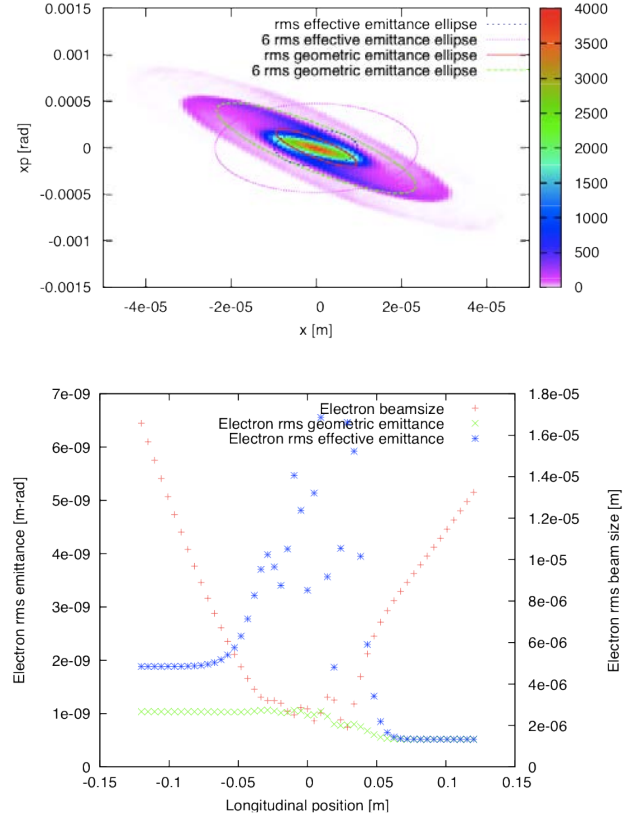 0.0015
0.001
0.0005
0
-0.0005
-0.001
-0.0015
xp [rad]
rms effective emittance ellipse
6 rms effective emittance ellipse
rms geometric emittance ellipse
6 rms geometric emittance ellipse
4000
3500
3000
2500
2000
1500
1000
500
0
-4e-05 -2e-05 0 2e-05 4e-05
x [m]
7e-09
6e-09
5e-09
4e-09
3e-09
2e-09
1e-09
0
Electron rms emittance [m-rad]
Electron beamsize
Electron rms geometric emittance
Electron rms effective emittance
1.8e-05
1.6e-05
1.4e-05
1.2e-05
1e-05
8e-06
6e-06
4e-06
2e-06
0
Electron rms beam size [m]
-0.15 -0.1 -0.05 0 0.05 0.1 0.15
Longitudinal position [m]